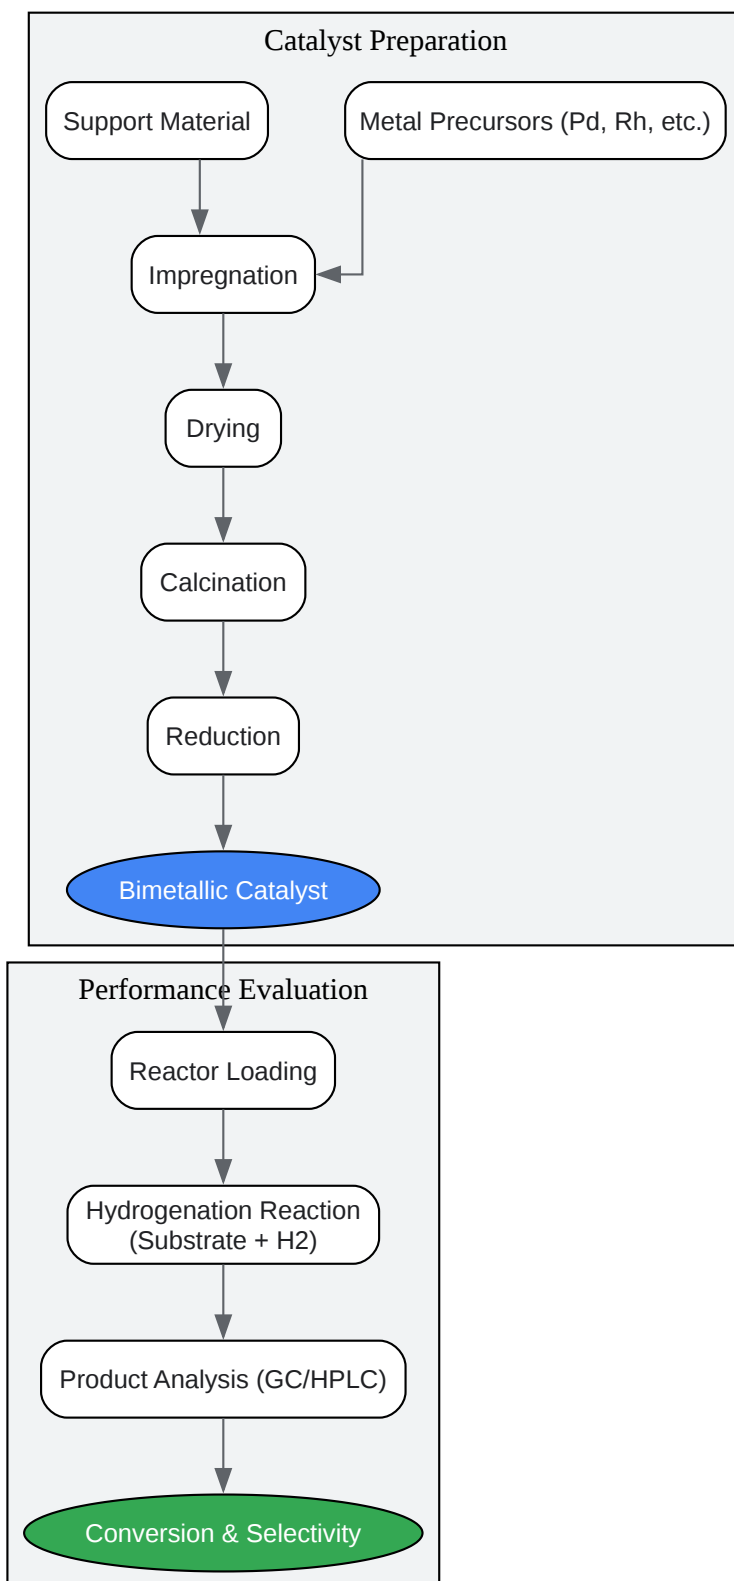 Catalyst Preparation
Support Material
Metal Precursors (Pd, Rh, etc.)
Impregnation
Drying
Calcination
Reduction
Bimetallic Catalyst
Performance Evaluation
Reactor Loading
Hydrogenation Reaction
(Substrate + H2)
Product Analysis (GC/HPLC)
Conversion & Selectivity